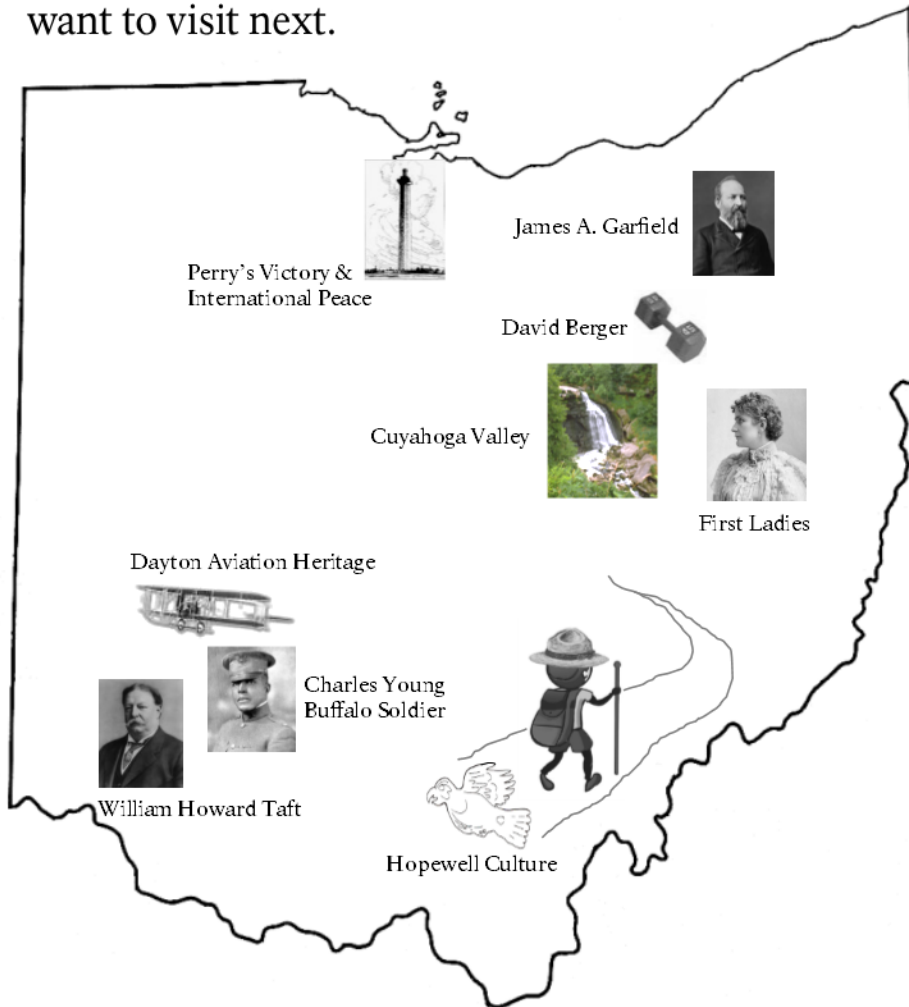 want to visit next.
James A. Garfield
Perry's Victory &
International Peace
David Berger
Cuyahoga Valley
First Ladies
Dayton Aviation Heritage
Charles Young
Buffalo Soldier
William Howard Taft
Hopewell Culture